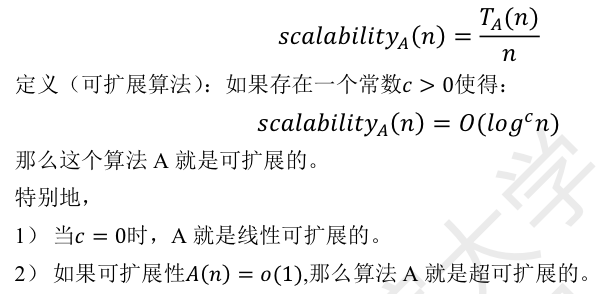 scalability_A(n) = T_A(n)/n
定义（可扩展算法）：如果存在一个常数c > 0使得：
scalability_A(n) = O(log^c n)
那么这个算法 A 就是可扩展的。
特别地，
1） 当c = 0时，A 就是线性可扩展的。
2） 如果可扩展性A(n) = o(1),那么算法 A 就是超可扩展的。
大学